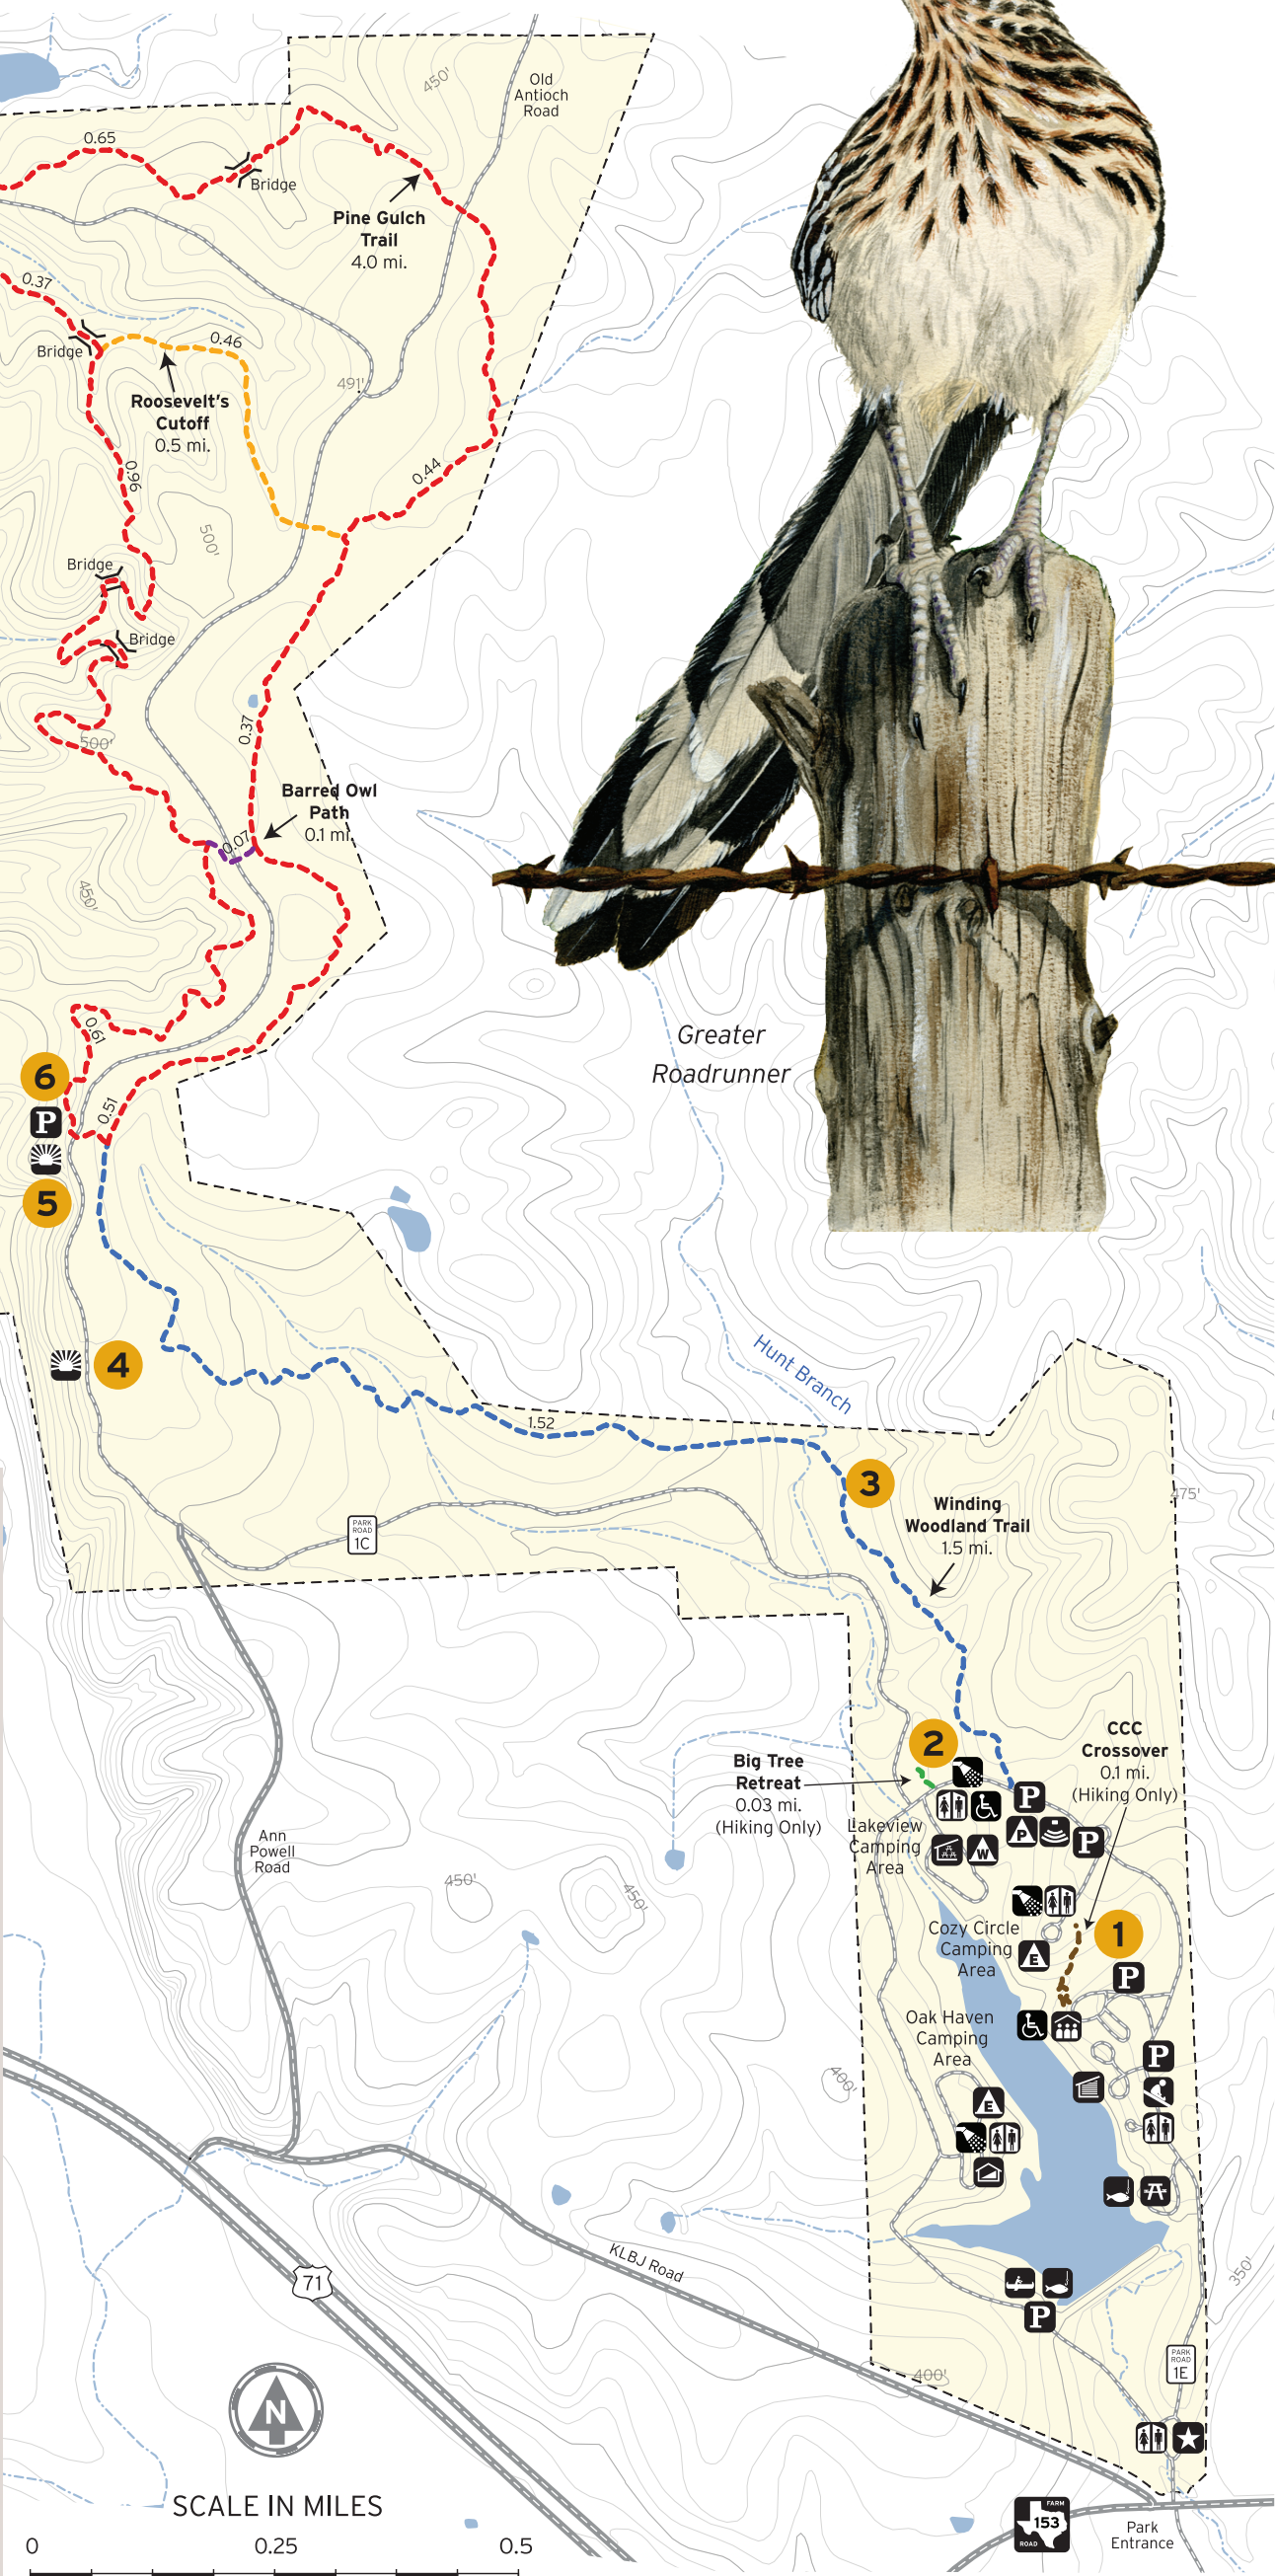 Old
Antioch
Road
450'
0.65
Bridge
Pine Gulch
Trail
4.0 mi.
0.37
0.46
Bridge
491'
Roosevelt's
Cutoff
0.5 mi.
0.96
0.44
500'
Bridge
Bridge
0.37
500'
Barred Owl
Path
0.1 mi.
0.07
450'
Greater
Roadrunner
0.61
6
P
0.51
5
Hunt Branch
4
1.52
3
475'
Winding
Woodland Trail
1.5 mi.
PARK
ROAD
1C
2
CCC
Crossover
0.1 mi.
(Hiking Only)
Big Tree
Retreat
0.03 mi.
(Hiking Only)
P
Lakeview
Camping
Area
P
P
W
Ann
Powell
Road
450'
450'
Cozy Circle
Camping
Area
E
1
P
Oak Haven
Camping
Area
P
400'
E
KLBJ Road
71
350'
P
PARK
ROAD
1E
400'
N
SCALE IN MILES
0
0.25
0.5
FARM
153
ROAD
Park
Entrance